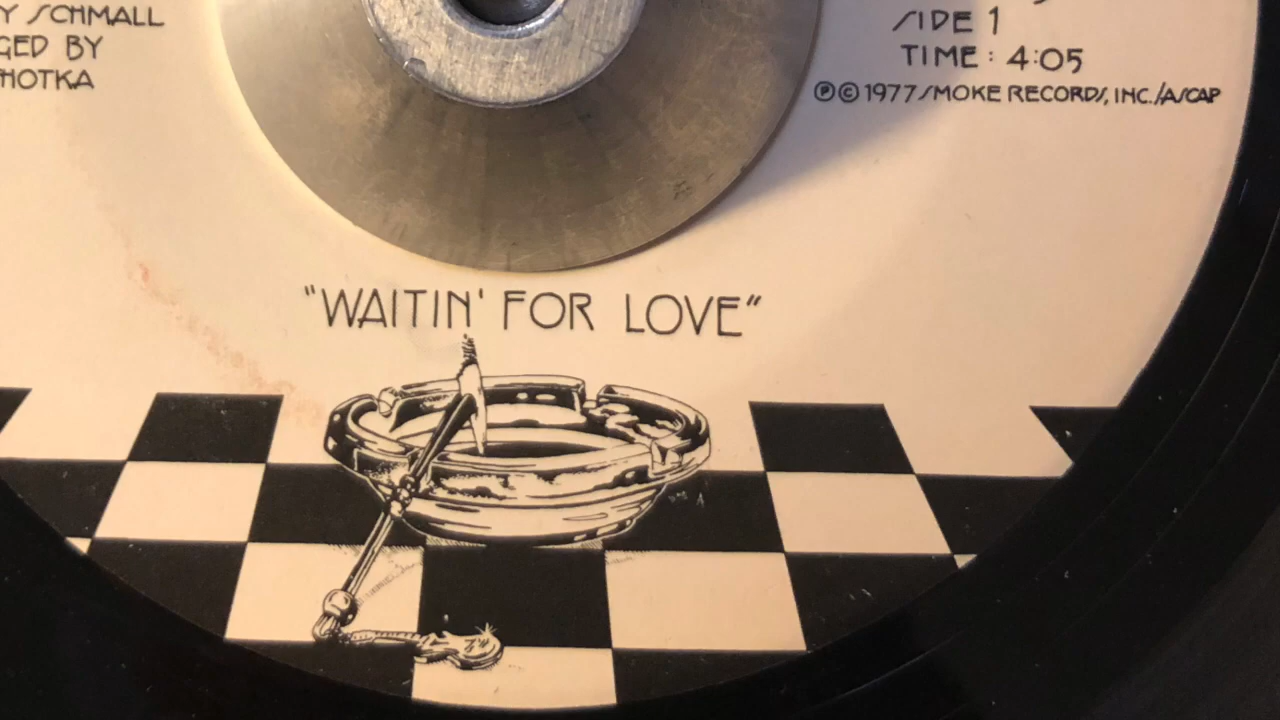 Y SCHMALL
GED BY
HOTKA
SIDE 1
TIME: 4:05
℗©1977 SMOKE RECORDS, INC./ASCAP
"WAITIN' FOR LOVE"